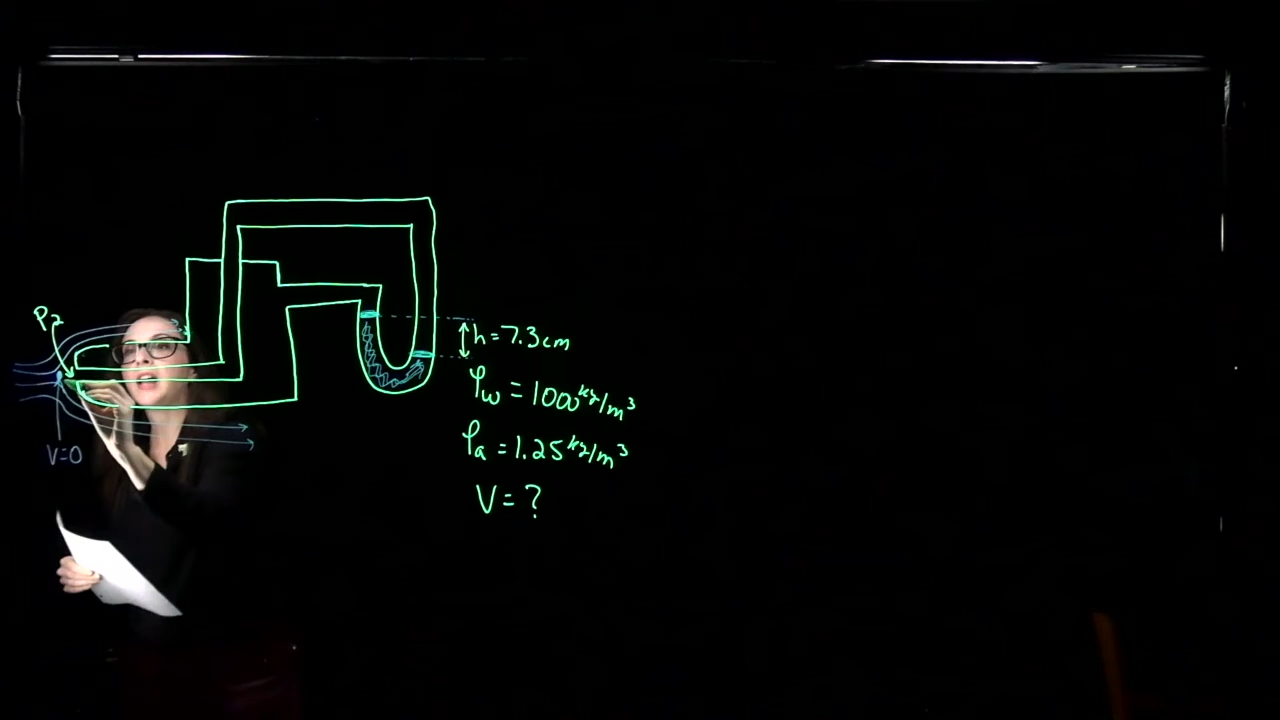 P2
V=0
h=7.3cm
ρw = 1000 kg/m³
ρa = 1.25 kg/m³
V= ?